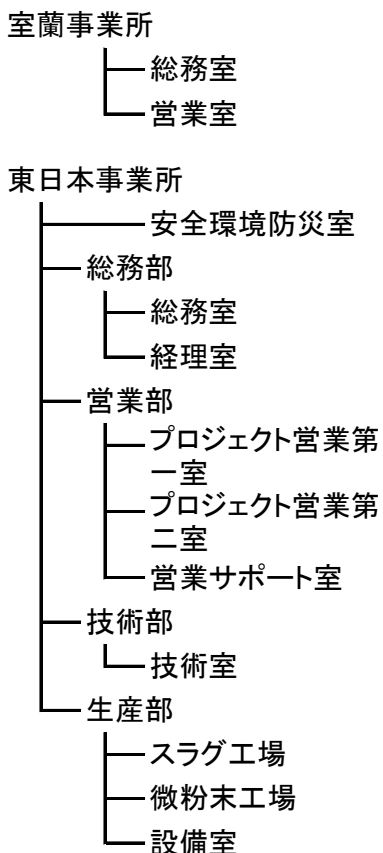 室蘭事業所
総務室
営業室
東日本事業所
安全環境防災室
総務部
総務室
経理室
営業部
プロジェクト営業第
一室
プロジェクト営業第
二室
営業サポート室
技術部
技術室
生産部
スラグ工場
微粉末工場
設備室